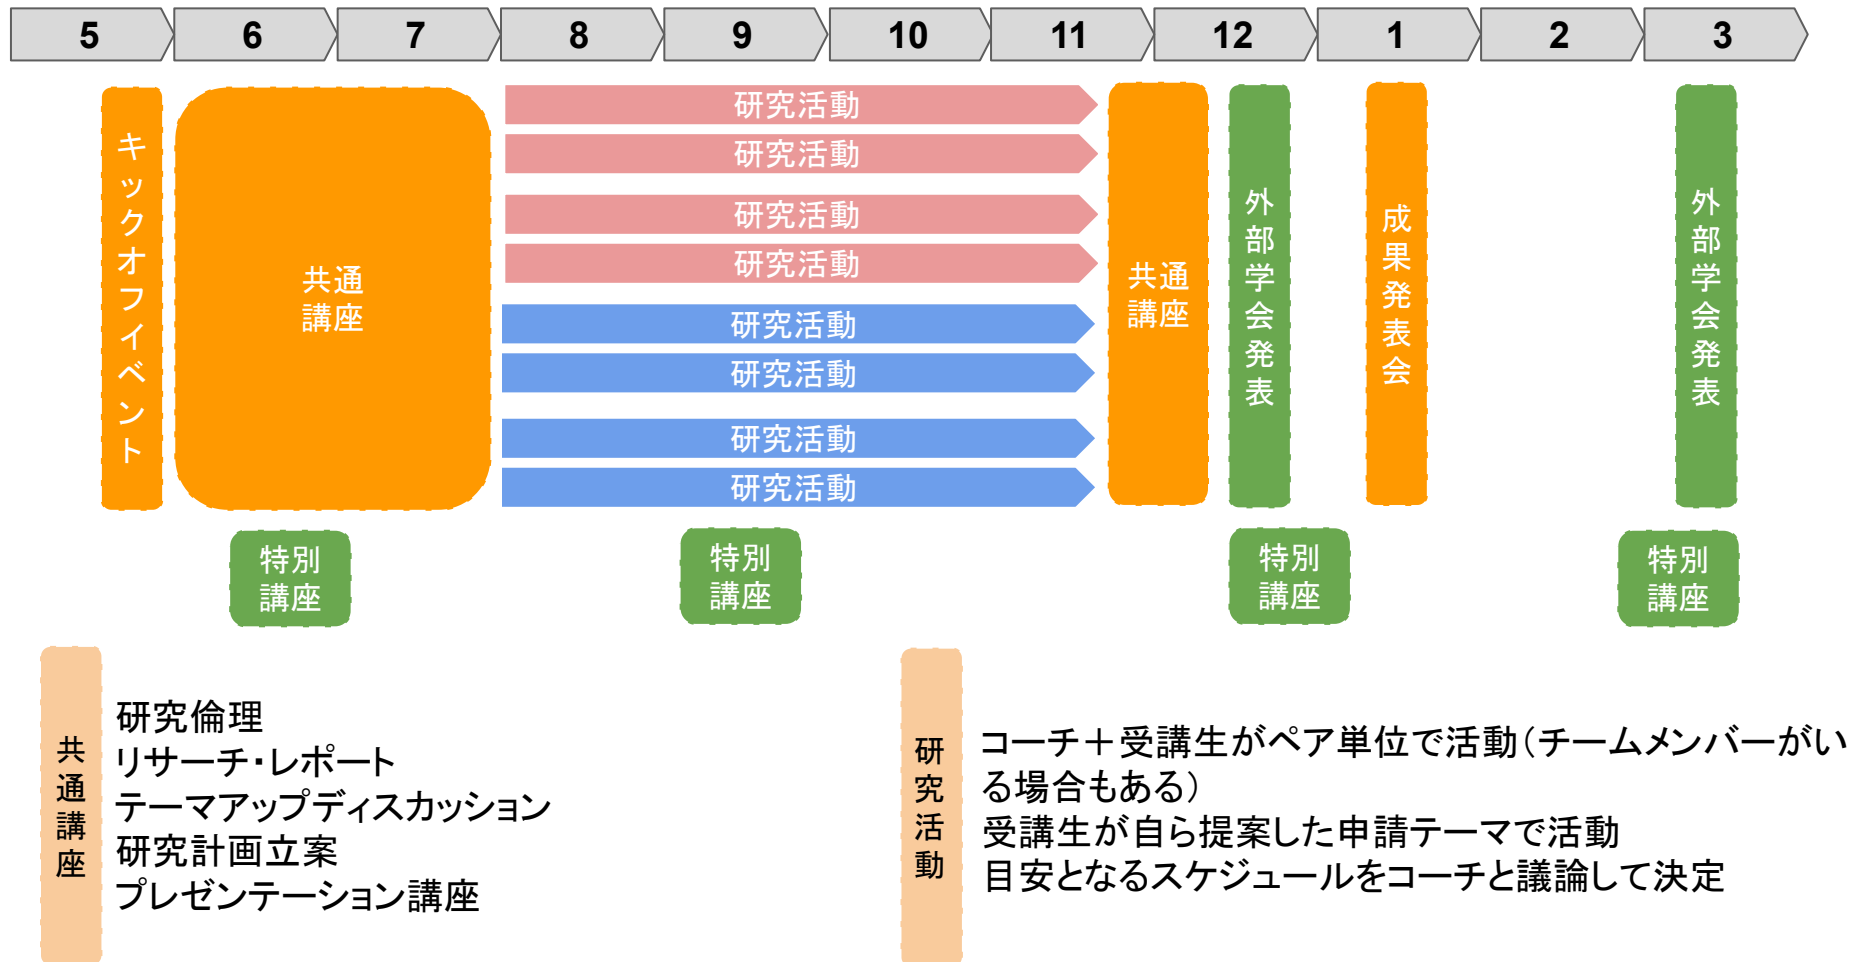 5 6 7 8 9 10 11 12 1 2 3
キックオフイベント
共通
講座
研究活動
研究活動
研究活動
研究活動
研究活動
研究活動
研究活動
研究活動
共通
講座
外部学会発表
成果発表会
外部学会発表
特別
講座
特別
講座
特別
講座
特別
講座
共通講座
研究倫理
リサーチ・レポート
テーマアップディスカッション
研究計画立案
プレゼンテーション講座
研究活動
コーチ＋受講生がペア単位で活動（チームメンバーがい
る場合もある）
受講生が自ら提案した申請テーマで活動
目安となるスケジュールをコーチと議論して決定